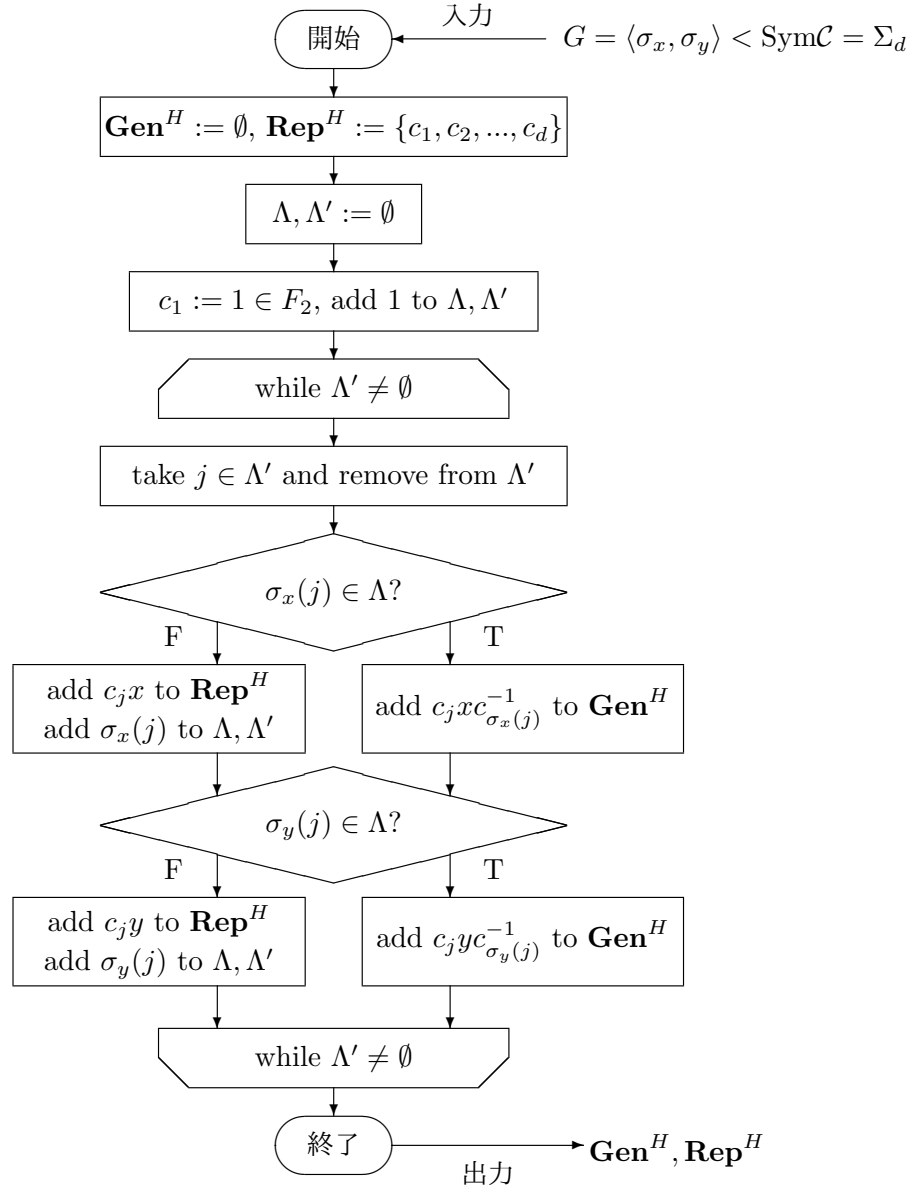 入力
開始
G = ⟨σ_x, σ_y⟩ < Sym𝒞 = Σ_d
Gen^H := ∅, Rep^H := {c_1, c_2, ..., c_d}
Λ, Λ′ := ∅
c_1 := 1 ∈ F_2, add 1 to Λ, Λ′
while Λ′ ≠ ∅
take j ∈ Λ′ and remove from Λ′
σ_x(j) ∈ Λ?
F
T
add c_j x to Rep^H
add σ_x(j) to Λ, Λ′
add c_j x c_{σ_x(j)}^{-1} to Gen^H
σ_y(j) ∈ Λ?
F
T
add c_j y to Rep^H
add σ_y(j) to Λ, Λ′
add c_j y c_{σ_y(j)}^{-1} to Gen^H
while Λ′ ≠ ∅
終了
出力
Gen^H, Rep^H